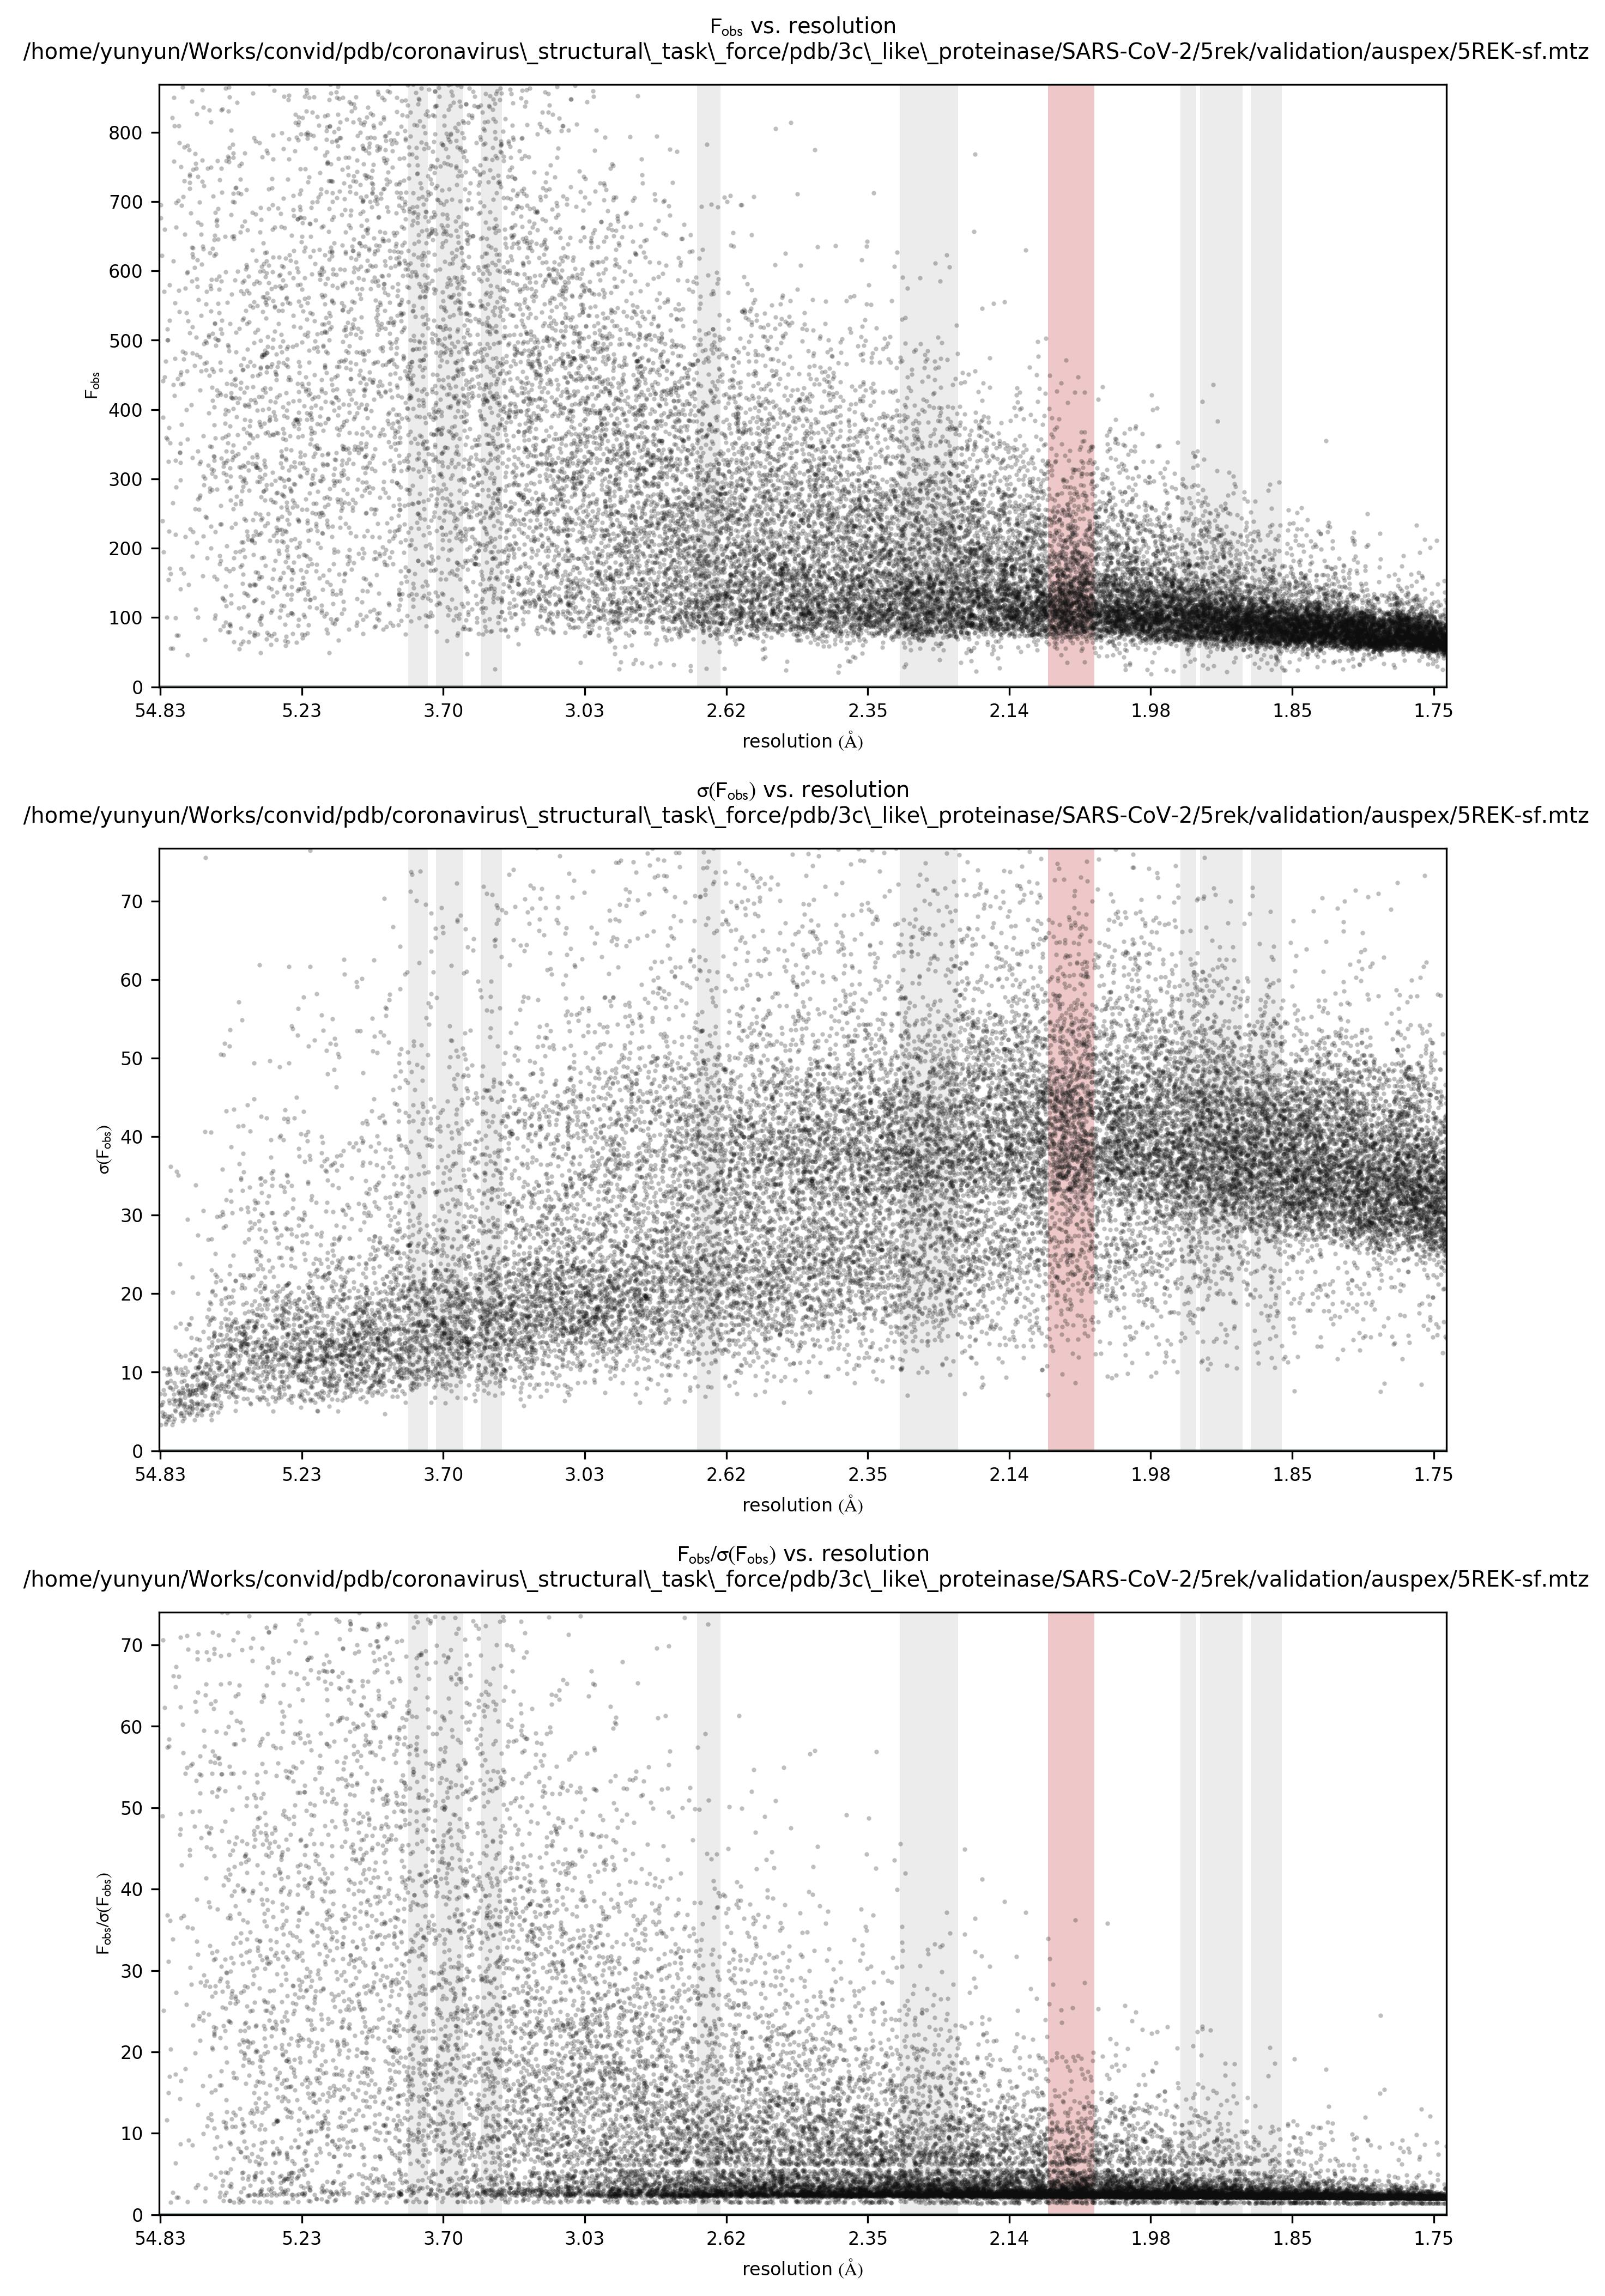 Fobs vs. resolution
/home/yunyun/Works/convid/pdb/coronavirus\_structural\_task\_force/pdb/3c\_like\_proteinase/SARS-CoV-2/5rek/validation/auspex/5REK-sf.mtz
800
700
600
500
400
300
200
100
0
Fobs
54.83 5.23 3.70 3.03 2.62 2.35 2.14 1.98 1.85 1.75
resolution (Å)
σ(Fobs) vs. resolution
/home/yunyun/Works/convid/pdb/coronavirus\_structural\_task\_force/pdb/3c\_like\_proteinase/SARS-CoV-2/5rek/validation/auspex/5REK-sf.mtz
70
60
50
40
30
20
10
0
σ(Fobs)
54.83 5.23 3.70 3.03 2.62 2.35 2.14 1.98 1.85 1.75
resolution (Å)
Fobs/σ(Fobs) vs. resolution
/home/yunyun/Works/convid/pdb/coronavirus\_structural\_task\_force/pdb/3c\_like\_proteinase/SARS-CoV-2/5rek/validation/auspex/5REK-sf.mtz
70
60
50
40
30
20
10
0
Fobs/σ(Fobs)
54.83 5.23 3.70 3.03 2.62 2.35 2.14 1.98 1.85 1.75
resolution (Å)